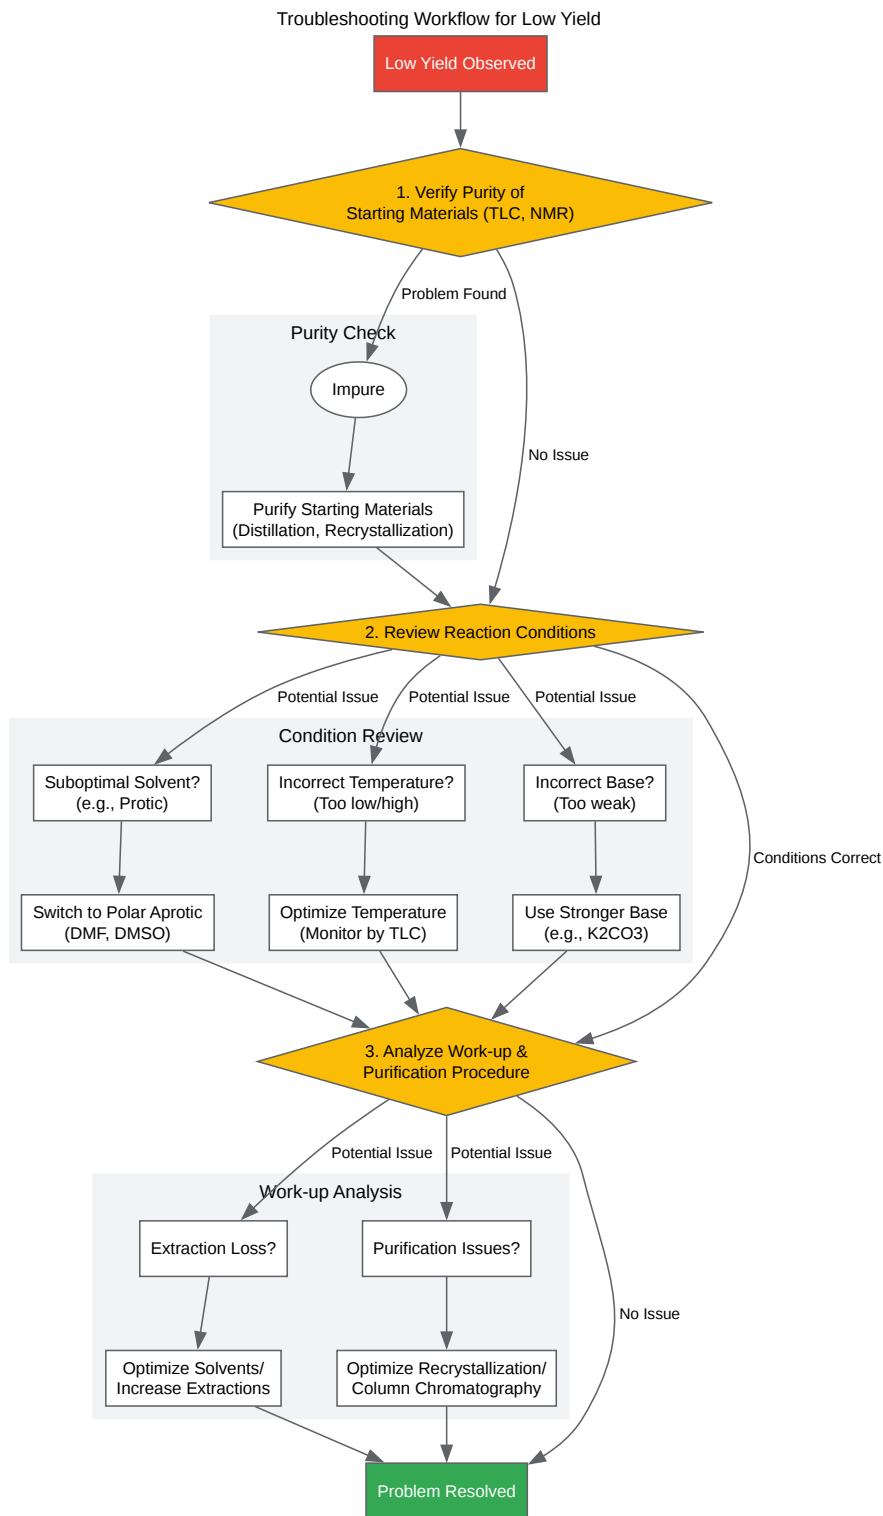 Troubleshooting Workflow for Low Yield
Low Yield Observed
1. Verify Purity of
Starting Materials (TLC, NMR)
Problem Found
Purity Check
Impure
No Issue
Purify Starting Materials
(Distillation, Recrystallization)
2. Review Reaction Conditions
Potential Issue
Potential Issue
Potential Issue
Condition Review
Suboptimal Solvent?
(e.g., Protic)
Incorrect Temperature?
(Too low/high)
Incorrect Base?
(Too weak)
Conditions Correct
Switch to Polar Aprotic
(DMF, DMSO)
Optimize Temperature
(Monitor by TLC)
Use Stronger Base
(e.g., K2CO3)
3. Analyze Work-up &
Purification Procedure
Potential Issue
Potential Issue
Work-up Analysis
Extraction Loss?
Purification Issues?
No Issue
Optimize Solvents/
Increase Extractions
Optimize Recrystallization/
Column Chromatography
Problem Resolved